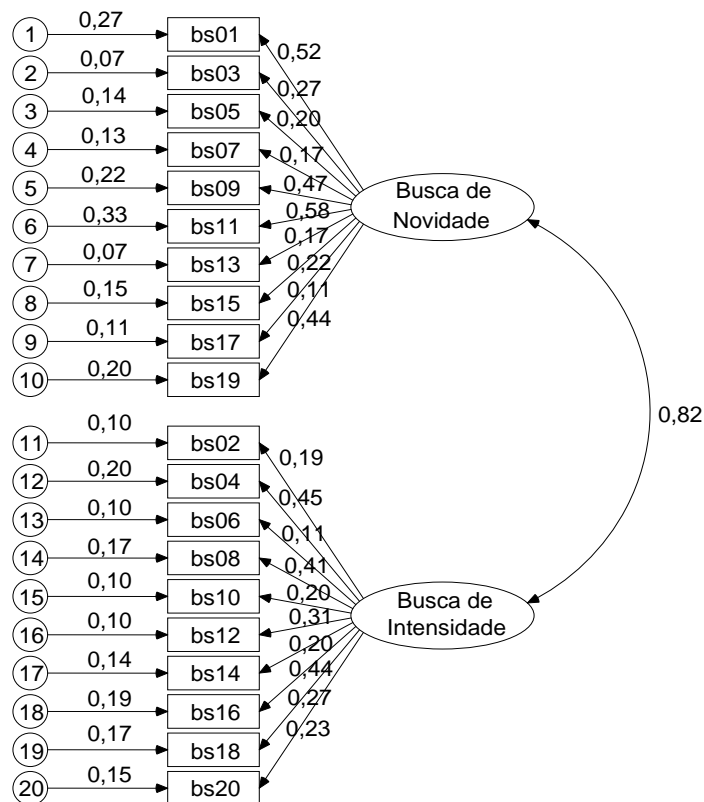 1 0,27 bs01 0,52
2 0,07 bs03 0,27
3 0,14 bs05 0,20
4 0,13 bs07 0,17
5 0,22 bs09 0,47
6 0,33 bs11 0,58
7 0,07 bs13 0,17
8 0,15 bs15 0,22
9 0,11 bs17 0,11
10 0,20 bs19 0,44
Busca de
Novidade
0,82
11 0,10 bs02 0,19
12 0,20 bs04 0,45
13 0,10 bs06 0,11
14 0,17 bs08 0,41
15 0,10 bs10 0,20
16 0,10 bs12 0,31
17 0,14 bs14 0,20
18 0,19 bs16 0,44
19 0,17 bs18 0,27
20 0,15 bs20 0,23
Busca de
Intensidade